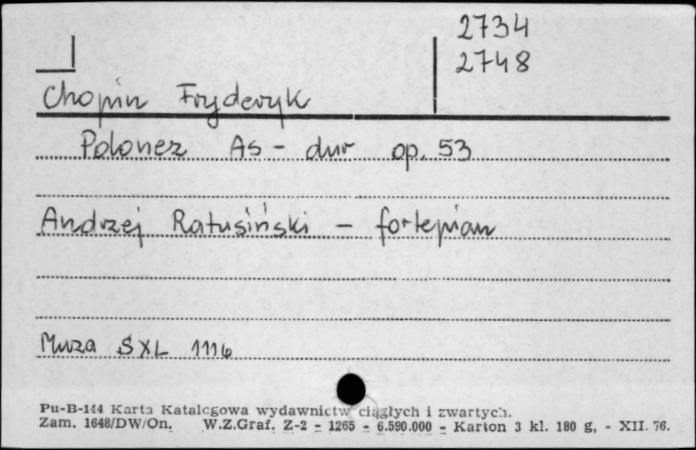 2734
2748
Chopin Fryderyk
Polonez As - dur op. 53
Andrzej Ratusiński - fortepian
Muza SXL 1116
Pu-B-144 Karta Katalogowa wydawnictw ciągłych i zwartych.
Zam. 1648/DW/On. W.Z.Graf. Z-2 - 1265 - 6.590.000 - Karton 3 kl. 180 g, - XII. 76.